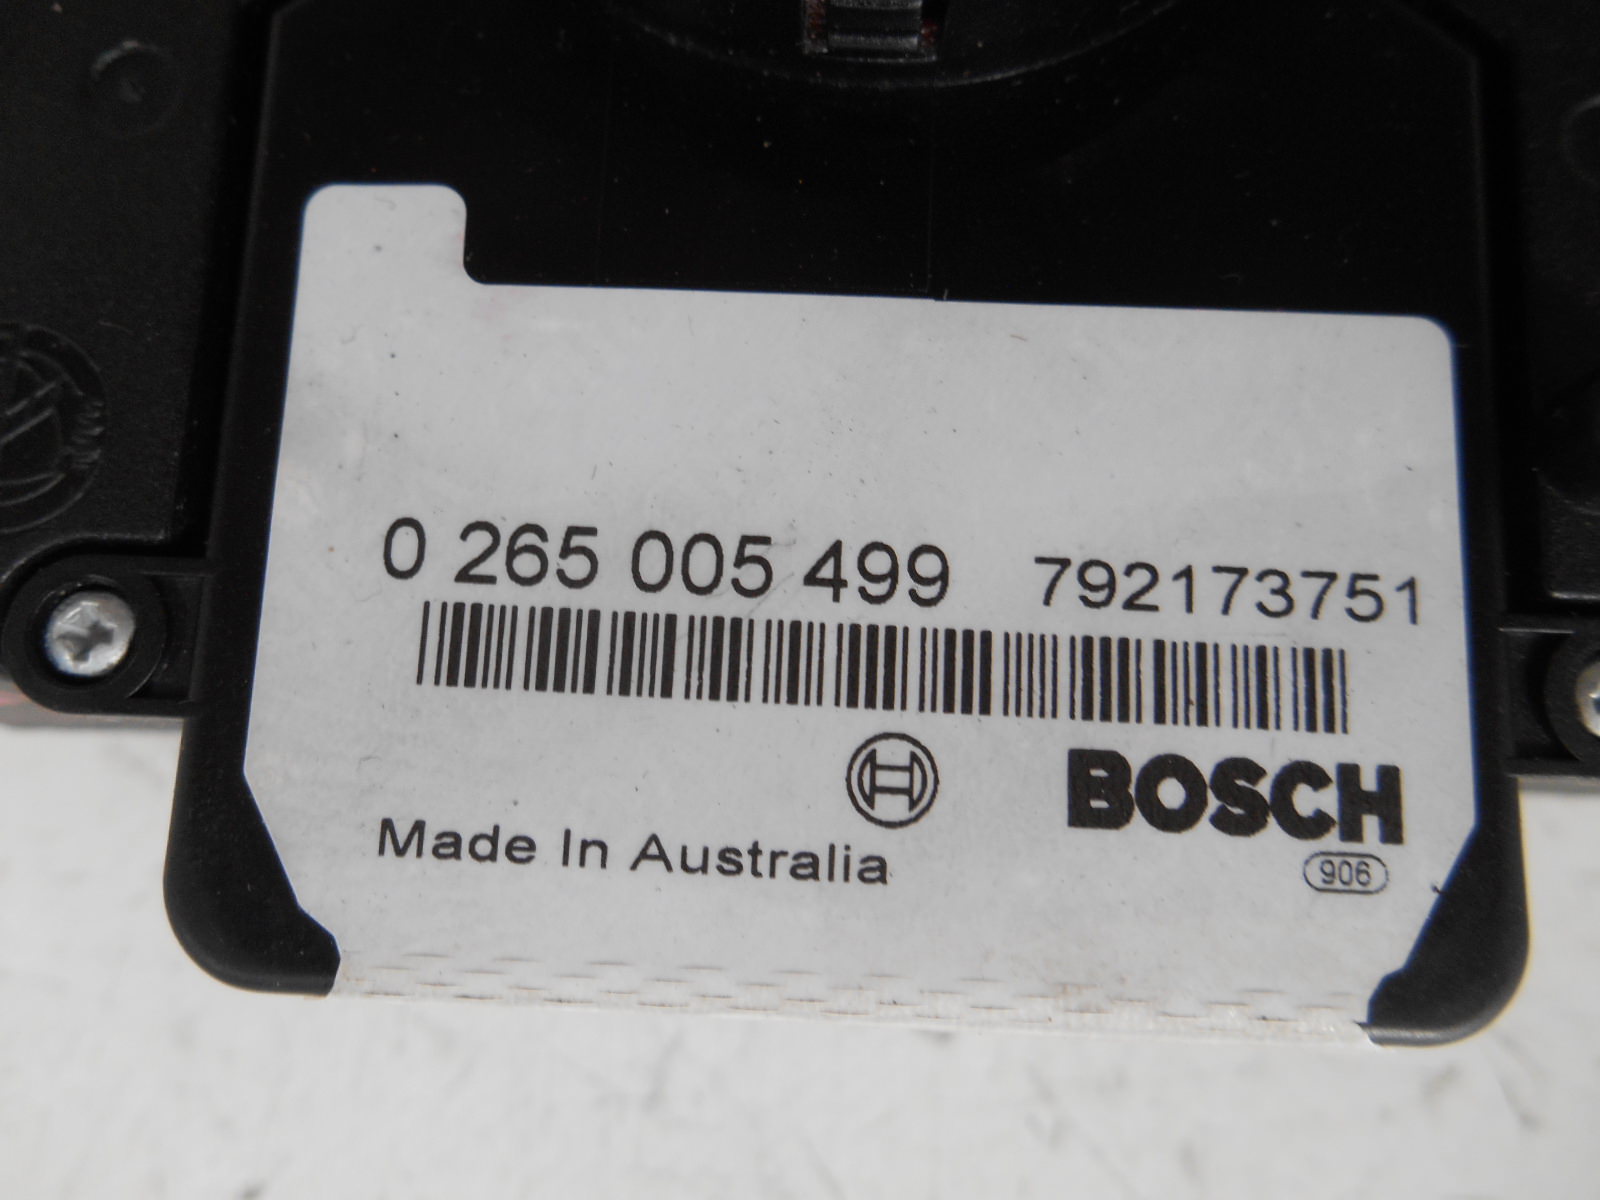 0 265 005 499 792173751
BOSCH
Made In Australia
906